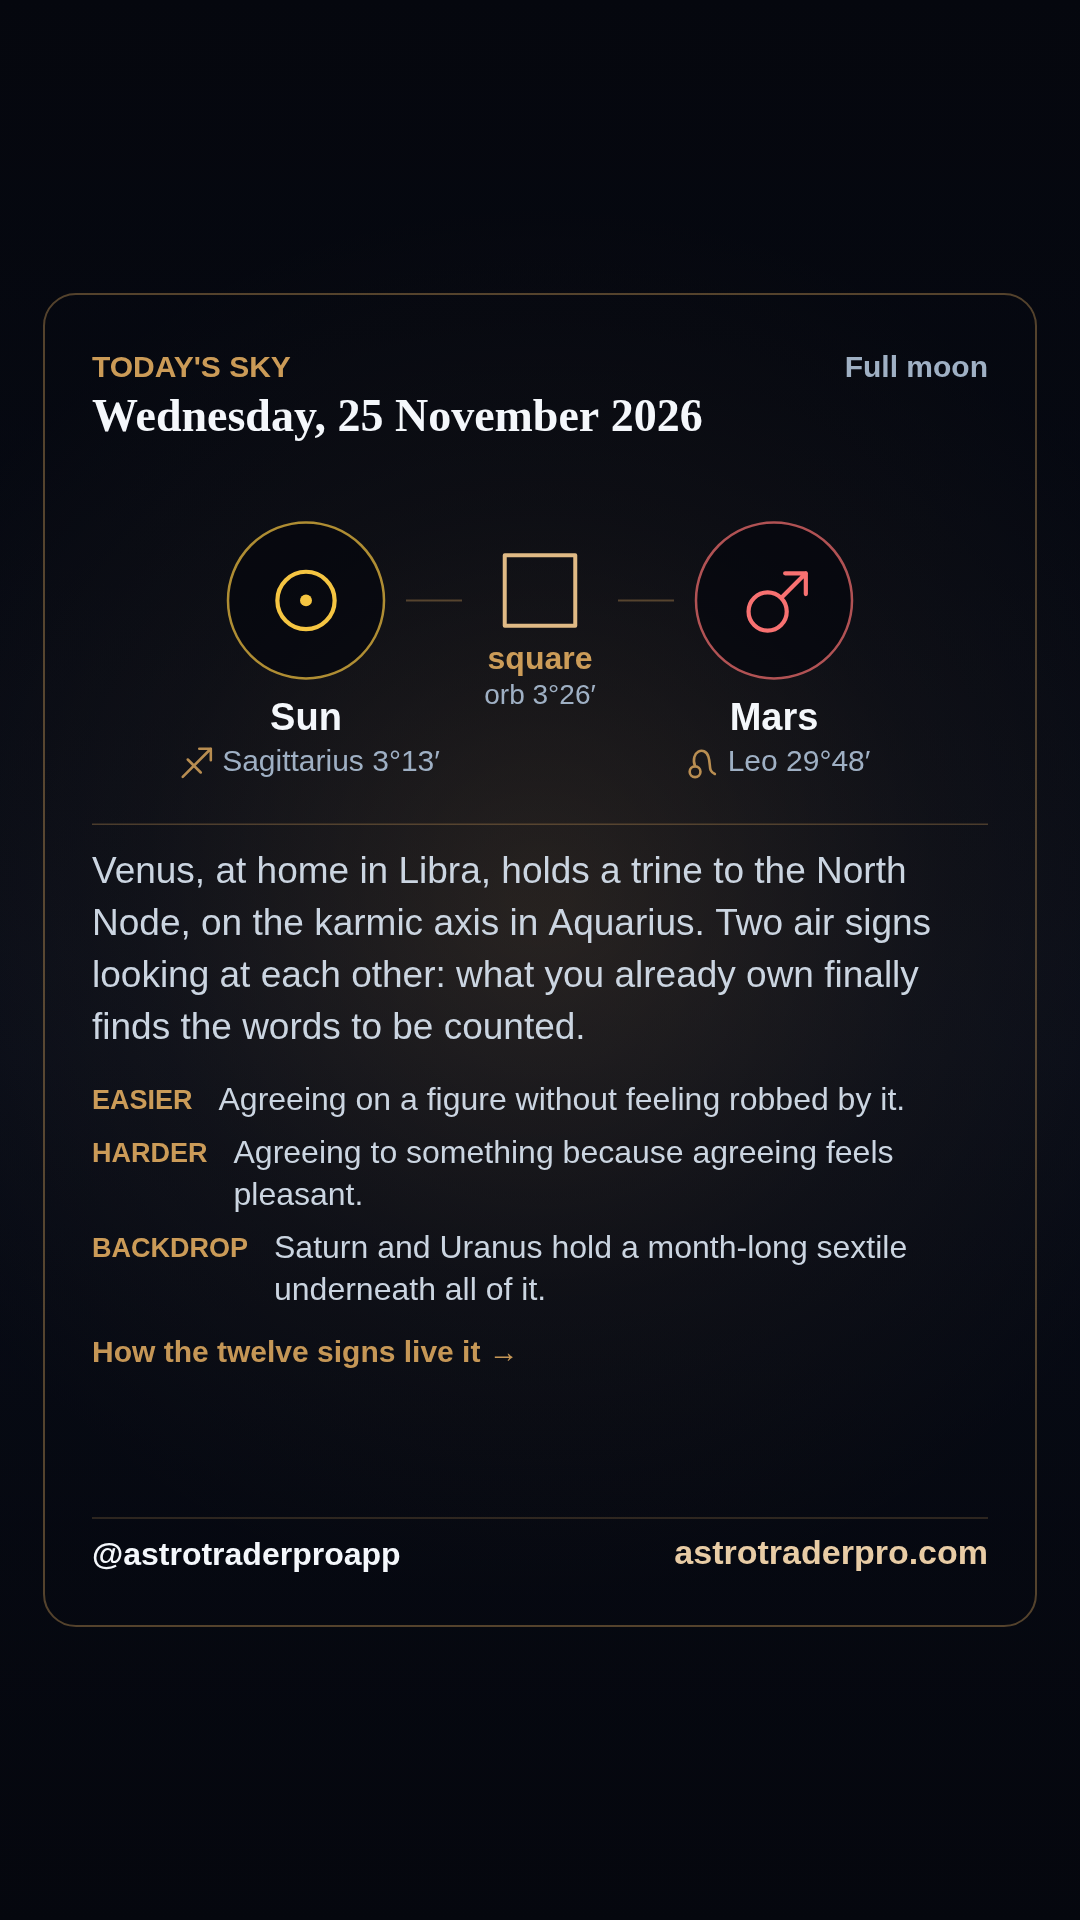 TODAY'S SKY
Full moon
Wednesday, 25 November 2026
square
orb 3°26′
Sun
Mars
Sagittarius 3°13′
Leo 29°48′
Venus, at home in Libra, holds a trine to the North
Node, on the karmic axis in Aquarius. Two air signs
looking at each other: what you already own finally
finds the words to be counted.
EASIER Agreeing on a figure without feeling robbed by it.
HARDER Agreeing to something because agreeing feels
pleasant.
BACKDROP Saturn and Uranus hold a month-long sextile
underneath all of it.
How the twelve signs live it →
@astrotraderproapp
astrotraderpro.com